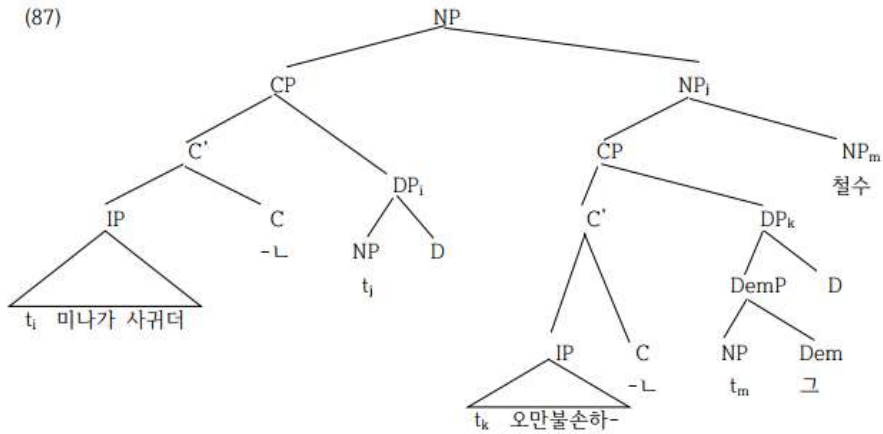 (87)
NP
CP NPⱼ
C' DPᵢ CP NPₘ
철수
IP C NP D C' DPₖ
-ㄴ tⱼ
tᵢ 미나가 사귀더
DemP D
IP C NP Dem
-ㄴ tₘ 그
tₖ 오만불손하-